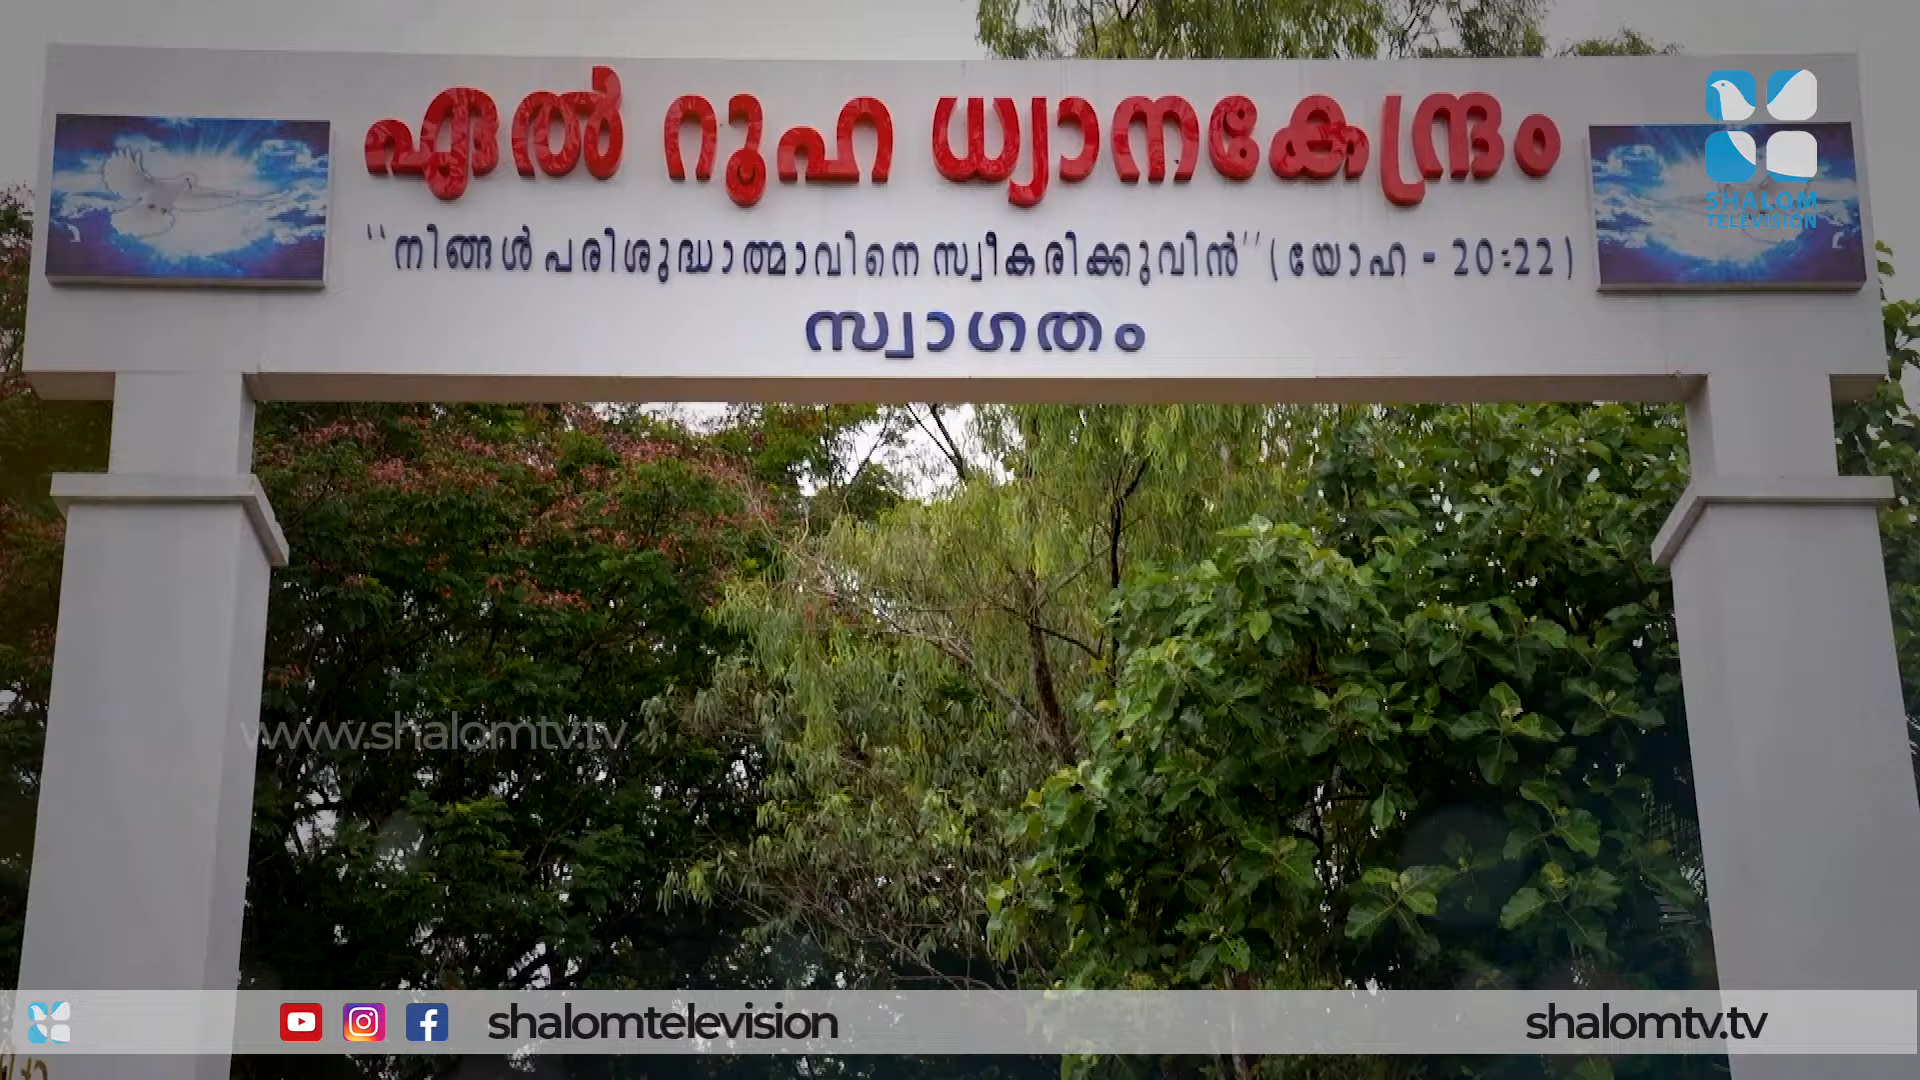 ഏൽ റൂഹ ധ്യാനകേന്ദ്രം
"നിങ്ങൾ പരിശുദ്ധാത്മാവിനെ സ്വീകരിക്കുവിൻ" (യോഹ - 20:22)
സ്വാഗതം
SHALOM
TELEVISION
www.shalomtv.tv
shalomtelevision
shalomtv.tv